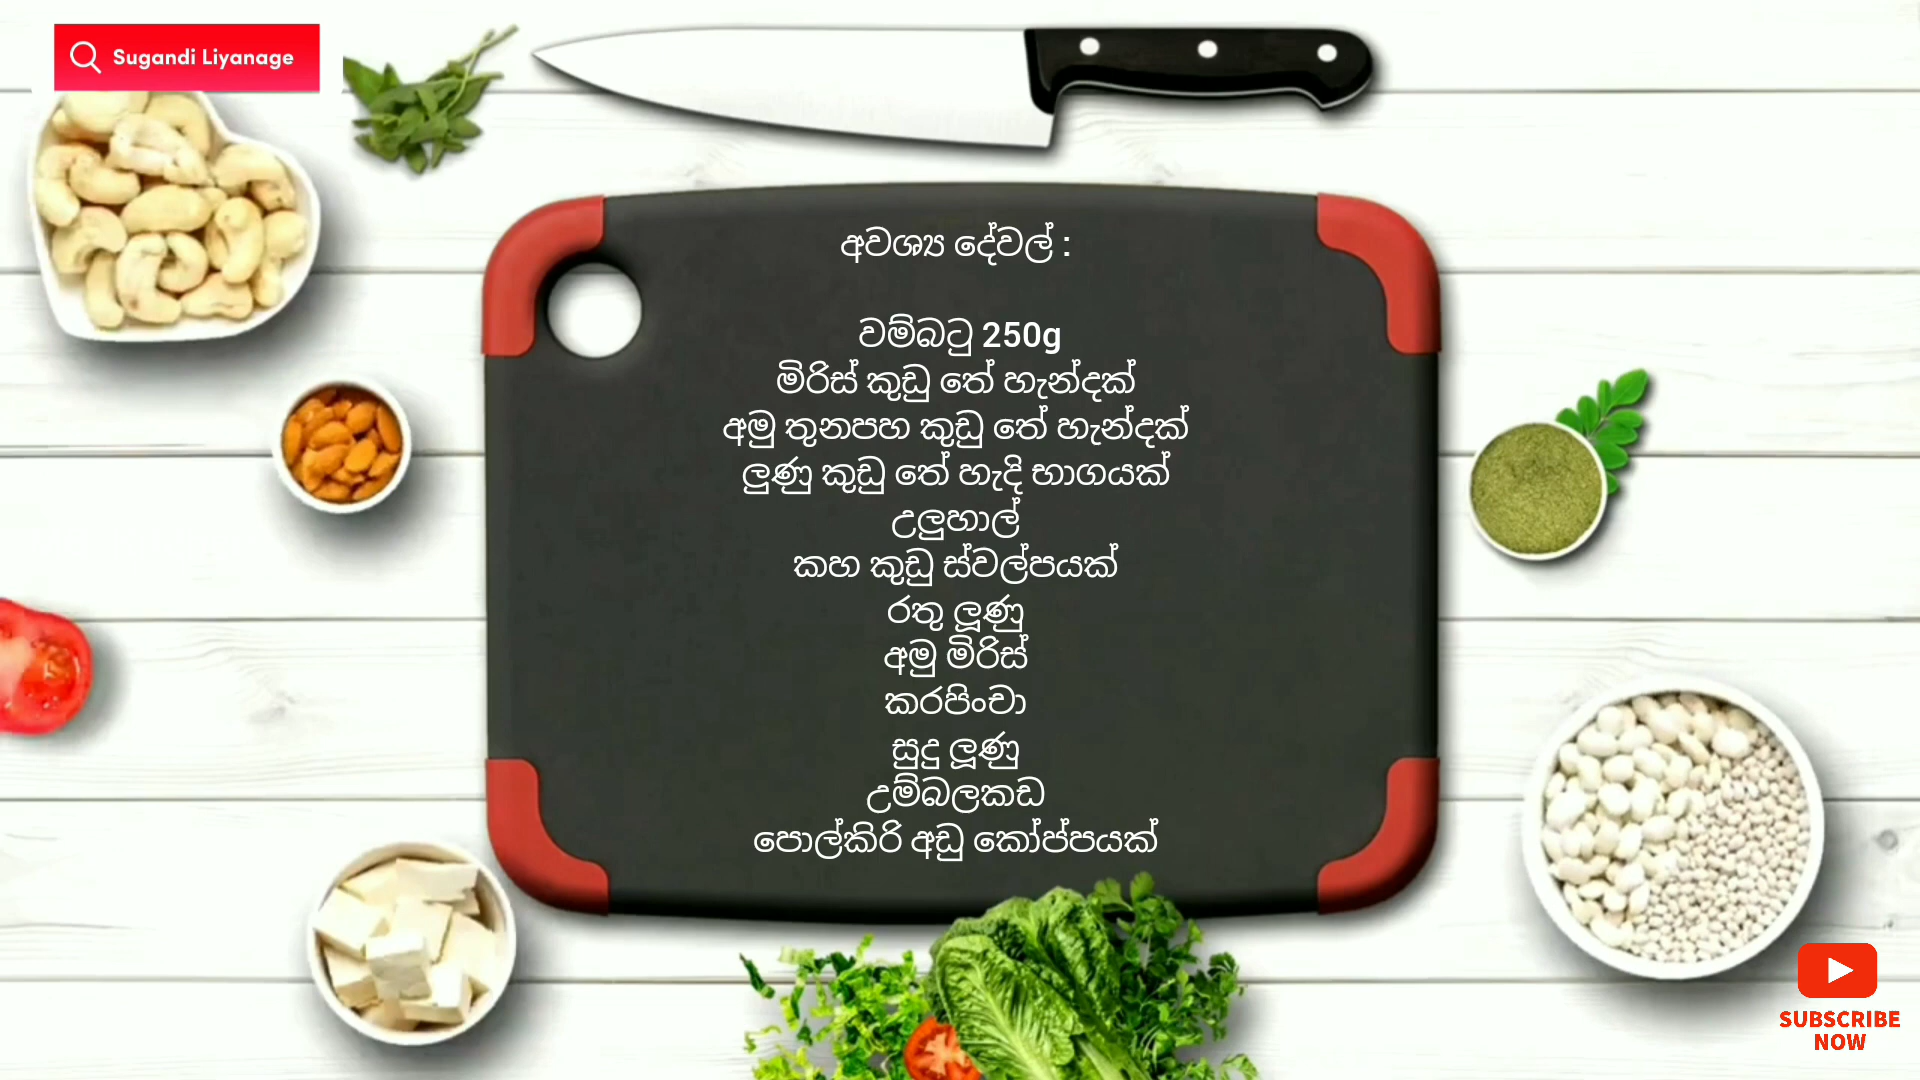 Sugandi Liyanage
අවශ්‍ය දේවල් :
වම්බටු 250g
මිරිස් කුඩු තේ හැන්දක්
අමු තුනපහ කුඩු තේ හැන්දක්
ලුණු කුඩු තේ හැදි භාගයක්
උලුහාල්
කහ කුඩු ස්වල්පයක්
රතු ලූණු
අමු මිරිස්
කරපිංචා
සුදු ලූණු
උම්බලකඩ
පොල්කිරි අඩු කෝප්පයක්
SUBSCRIBE
NOW